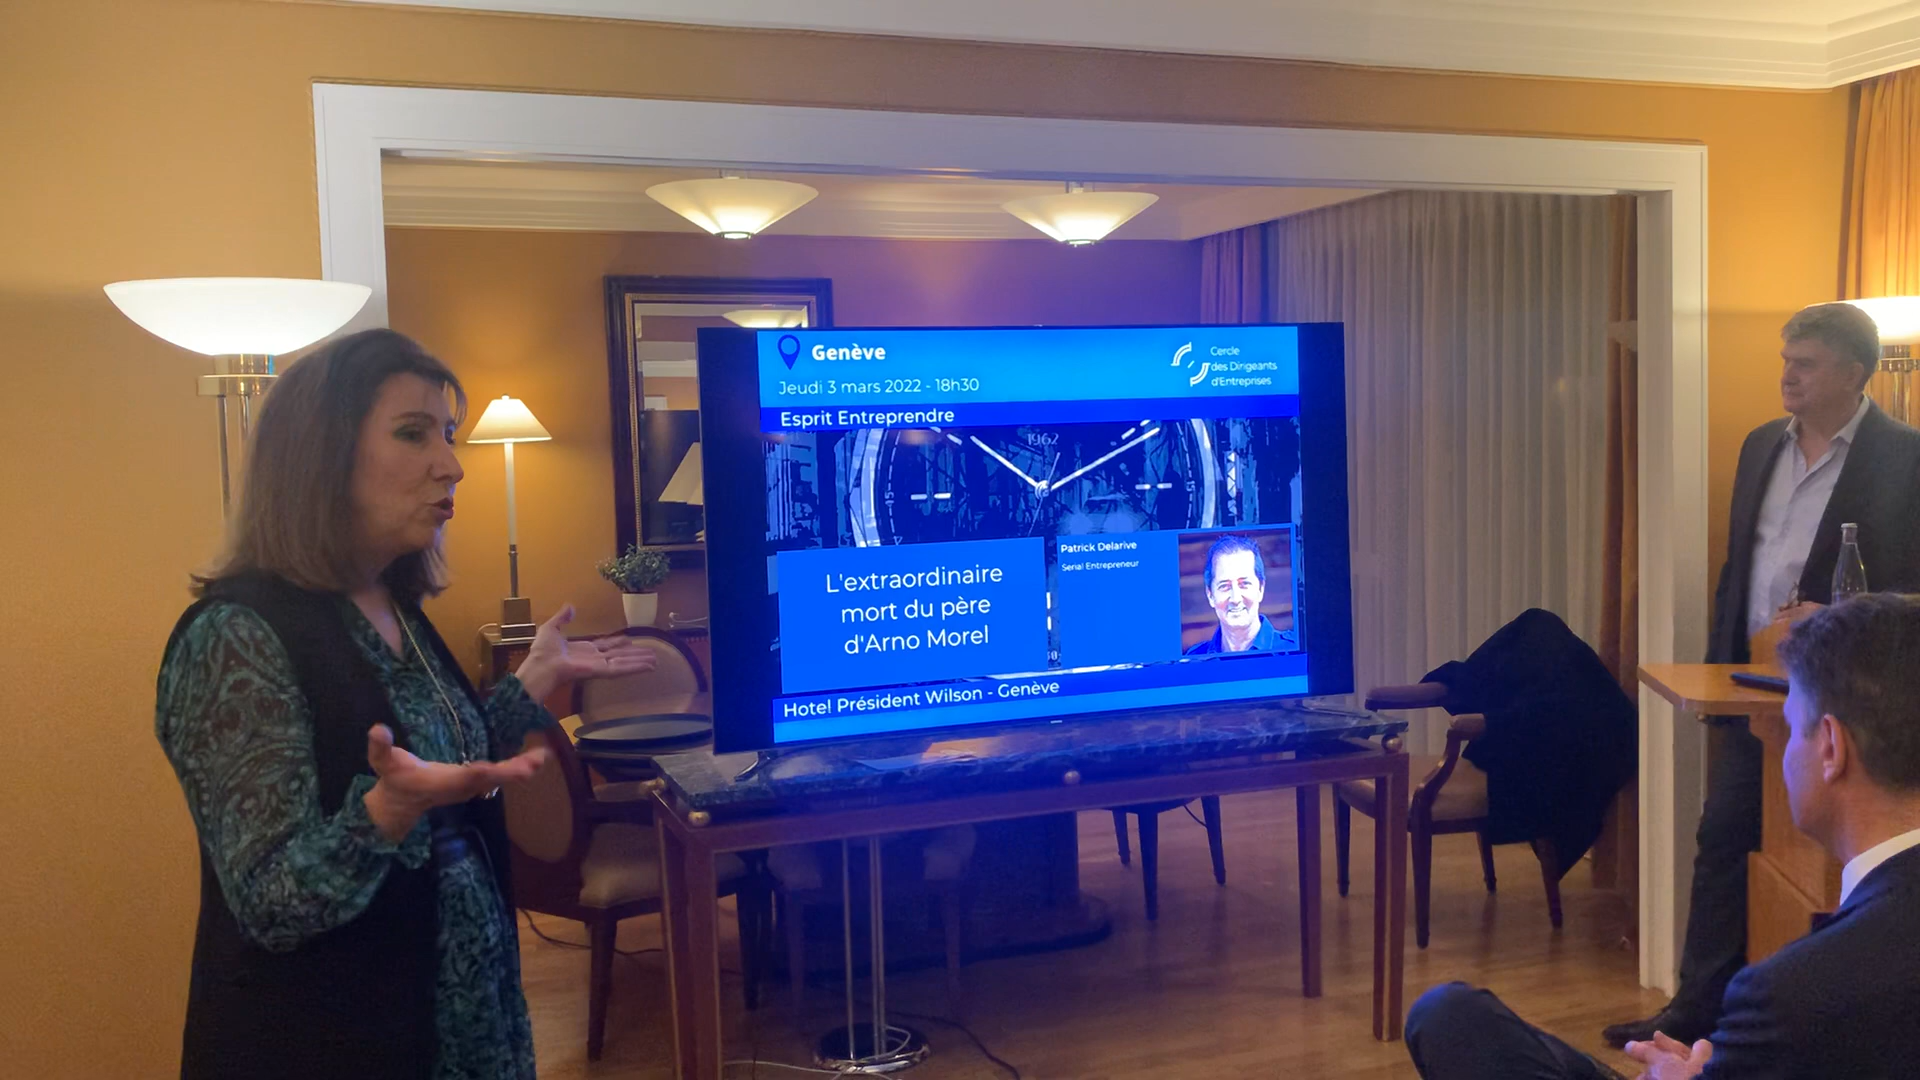 Genève
Jeudi 3 mars 2022 - 18h30
Cercle
des Dirigeants
d'Entreprises
Esprit Entreprendre
1962
L'extraordinaire
mort du père
d'Arno Morel
Patrick Delarive
Serial Entrepreneur
Hotel Président Wilson - Genève